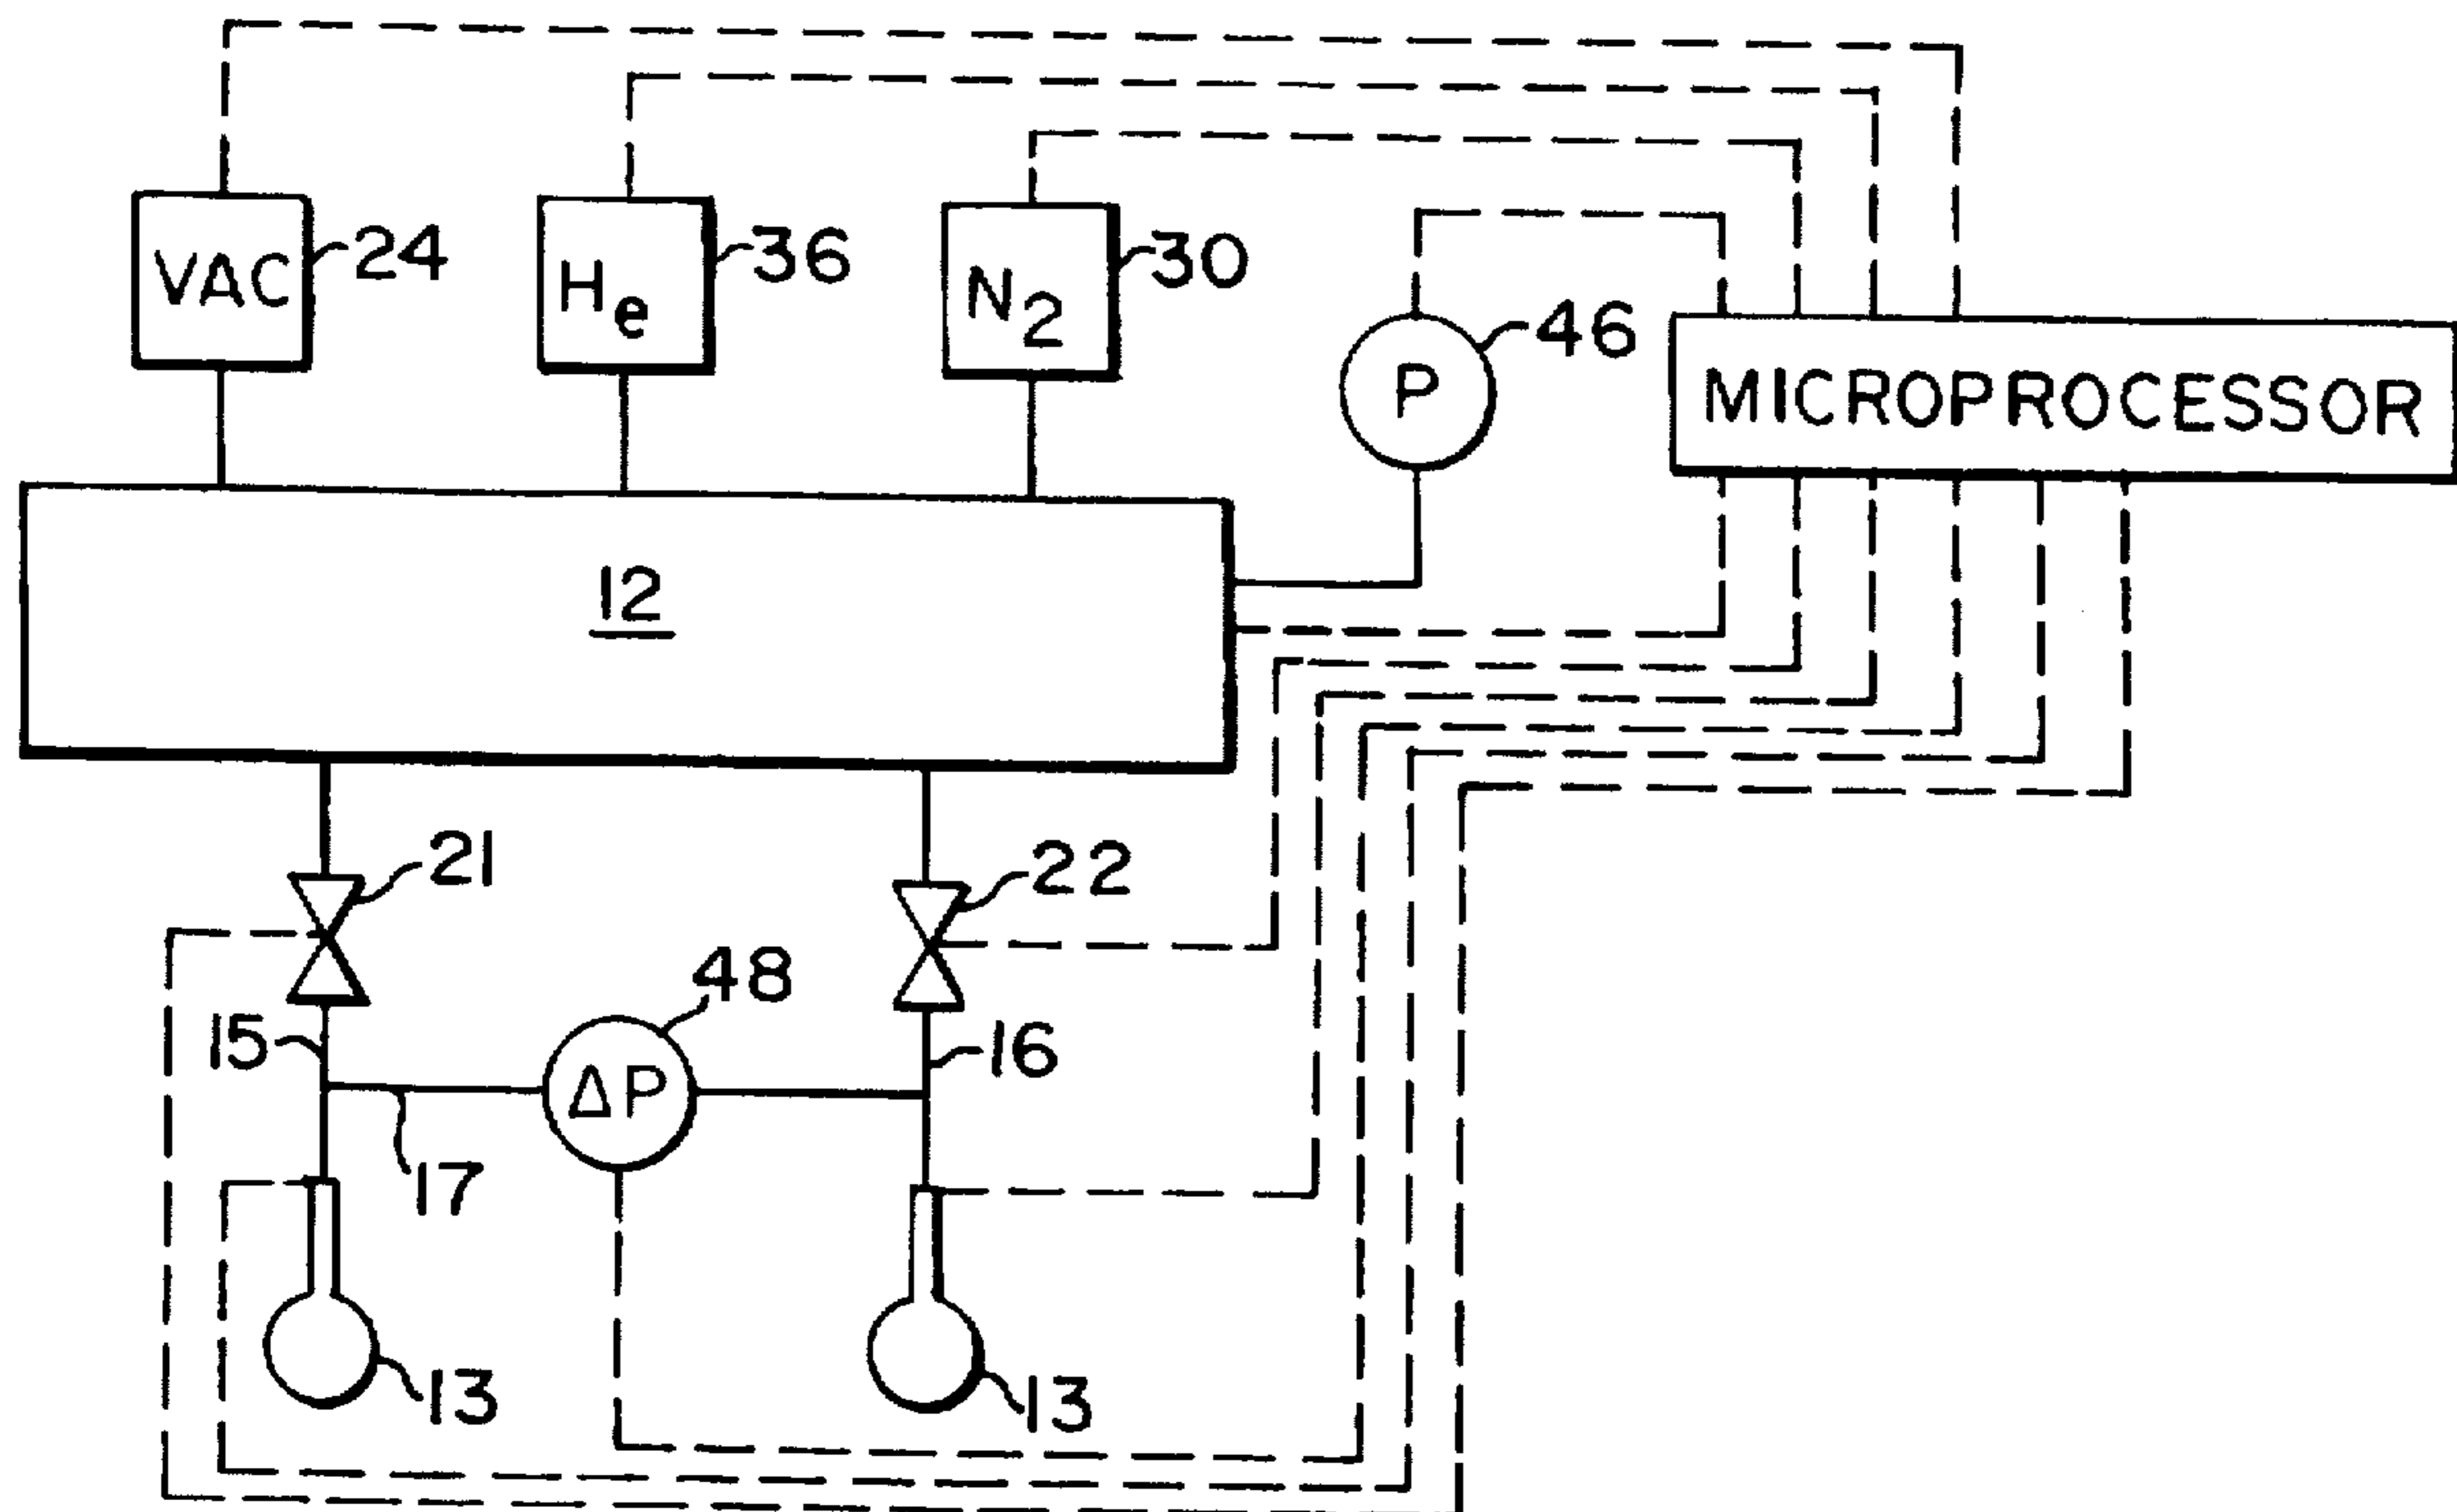 VAC 24
He 36
N2 30
P 46
MICROPROCESSOR
12
21
22
48
15
ΔP
16
17
13
13